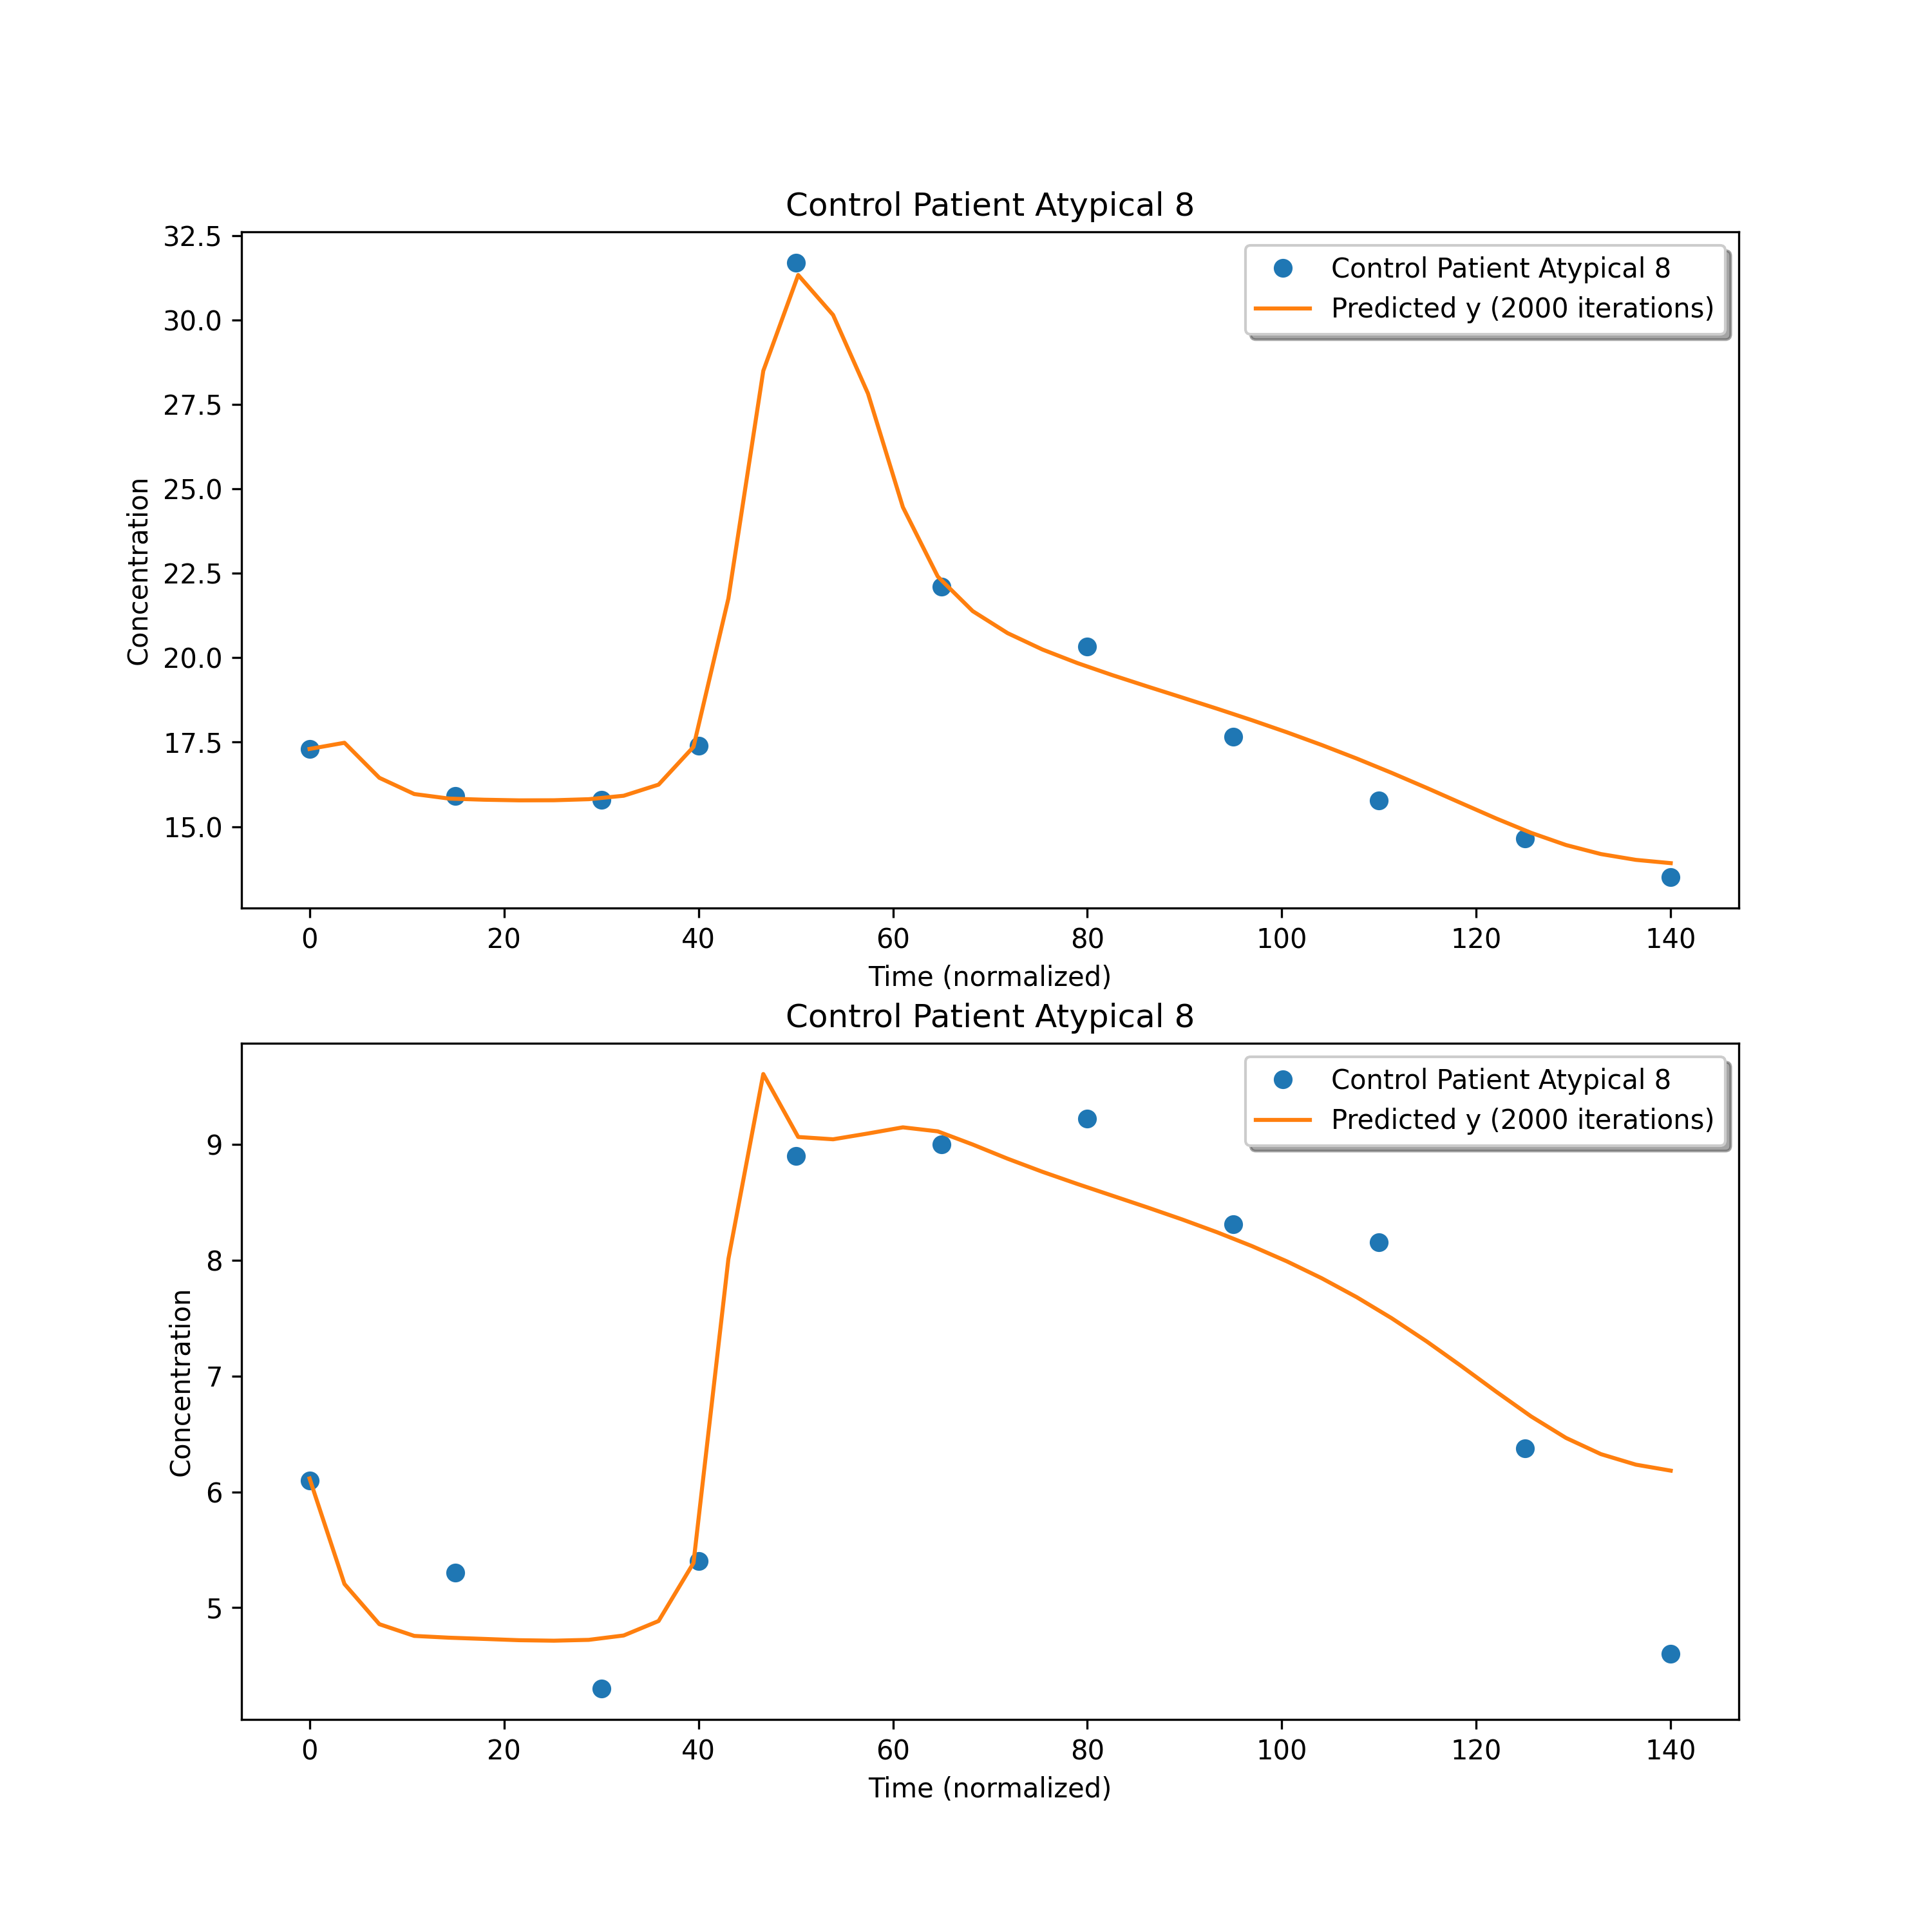 Control Patient Atypical 8
32.5
30.0
27.5
25.0
22.5
20.0
17.5
15.0
Concentration
Control Patient Atypical 8
Predicted y (2000 iterations)
0 20 40 60 80 100 120 140
Time (normalized)
Control Patient Atypical 8
9
8
7
6
5
Concentration
Control Patient Atypical 8
Predicted y (2000 iterations)
0 20 40 60 80 100 120 140
Time (normalized)